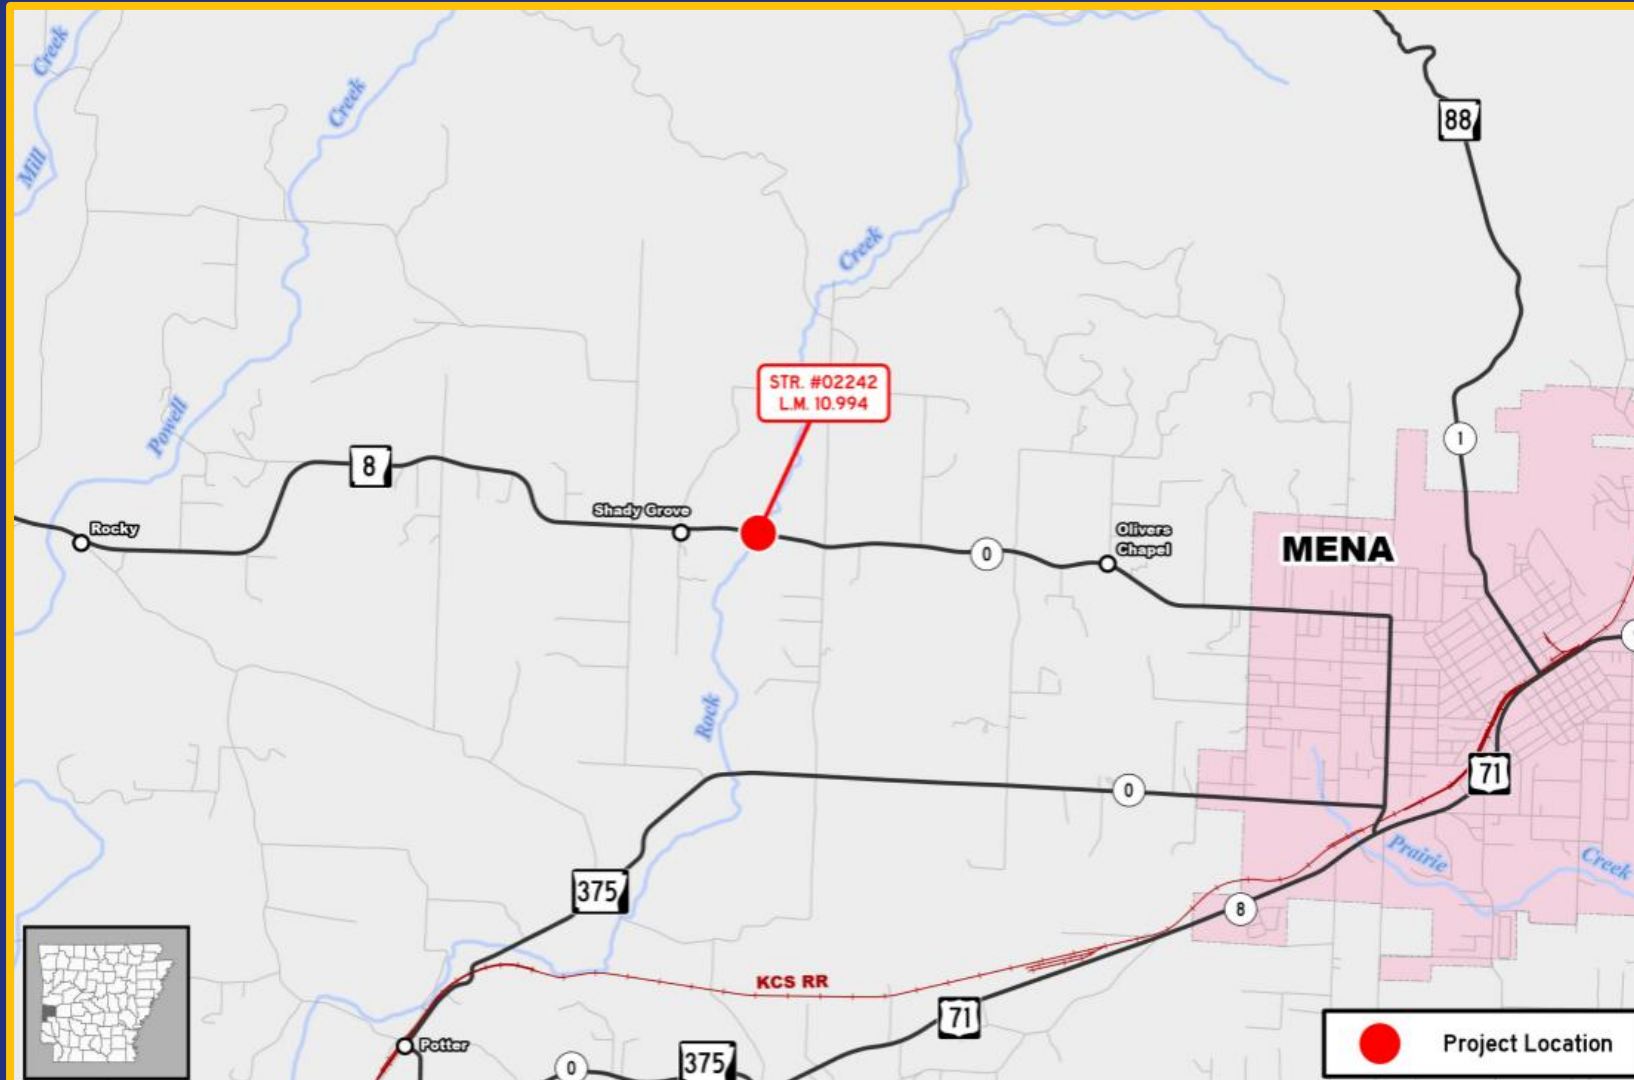 Creek
Mill
Creek
88
Creek
STR. #02242
L.M. 10.994
Powell
1
8
Shady Grove
Rocky
Olivers
Chapel
0
MENA
Rock
71
0
Prairie
Creek
375
8
KCS RR
71
Potter
375
0
Project Location